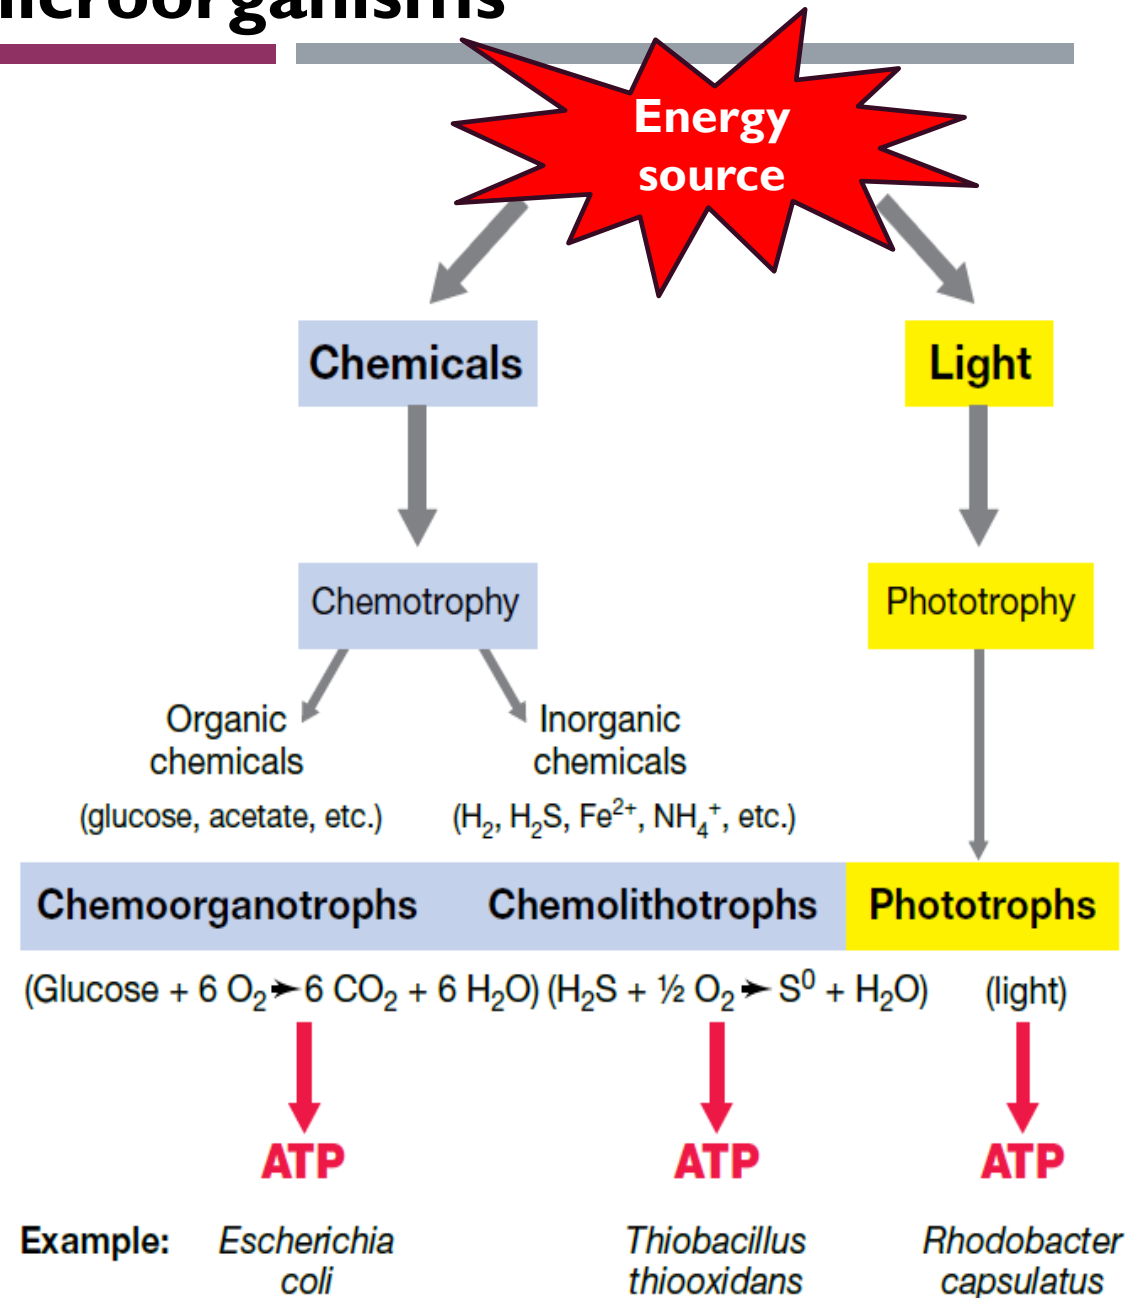 icroorganisms
Energy
source
Chemicals
Light
Chemotrophy
Phototrophy
Organic
chemicals
Inorganic
chemicals
(glucose, acetate, etc.)
(H₂, H₂S, Fe²⁺, NH₄⁺, etc.)
Chemoorganotrophs
Chemolithotrophs
Phototrophs
(Glucose + 6 O₂➤6 CO₂ + 6 H₂O)
(H₂S + ½ O₂➤ S⁰ + H₂O)
(light)
ATP
ATP
ATP
Example:
Escherichia
coli
Thiobacillus
thiooxidans
Rhodobacter
capsulatus